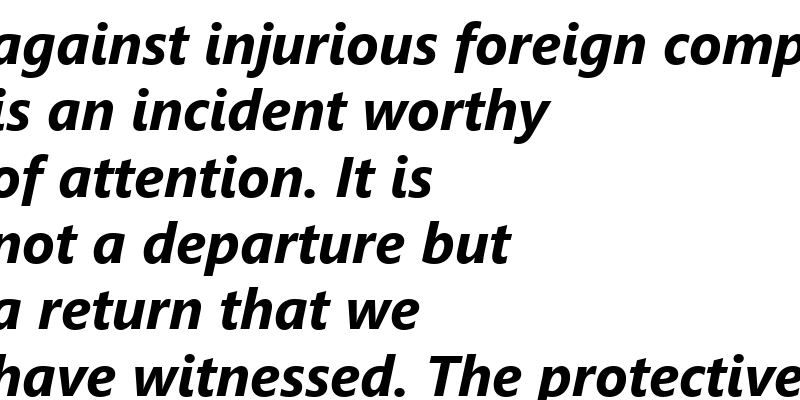 against injurious foreign comp
is an incident worthy
of attention. It is
not a departure but
a return that we
have witnessed. The protective